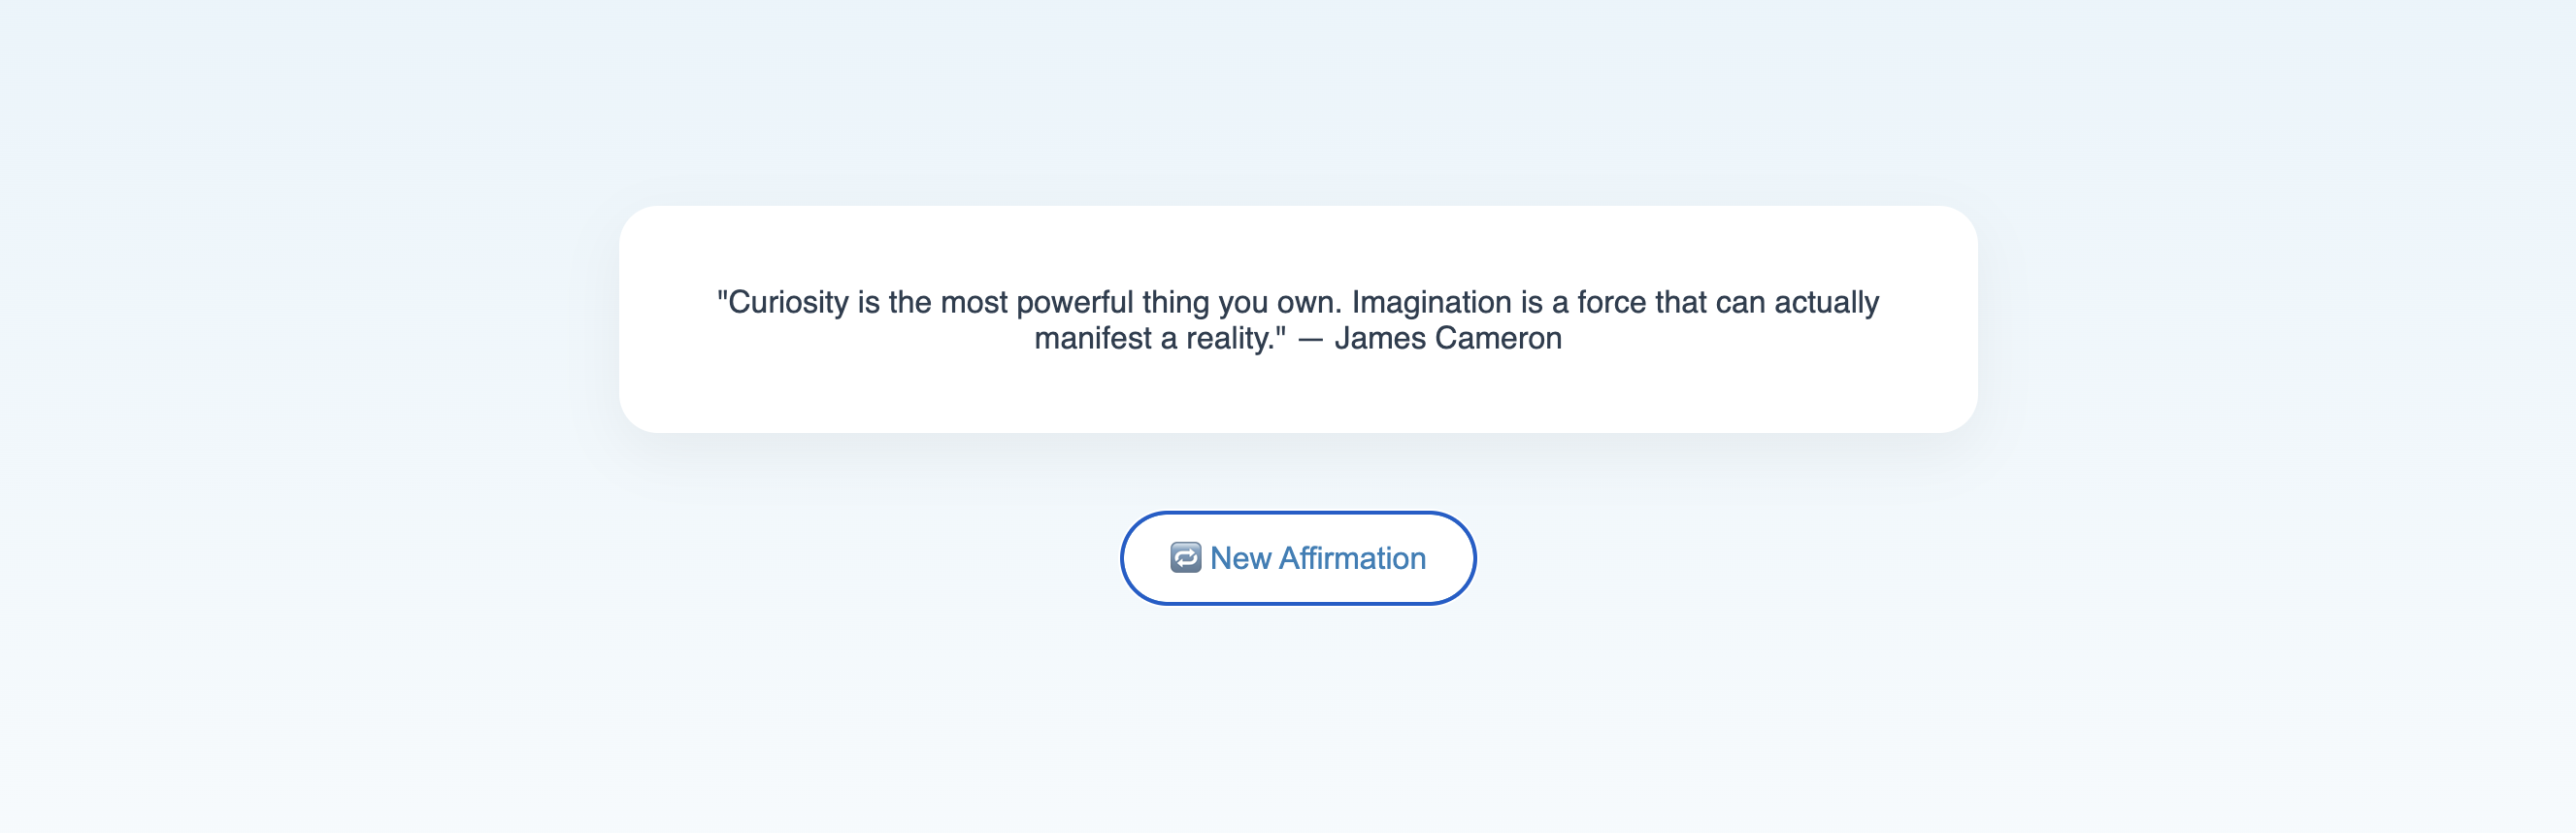 "Curiosity is the most powerful thing you own. Imagination is a force that can actually
manifest a reality." — James Cameron
🔁 New Affirmation